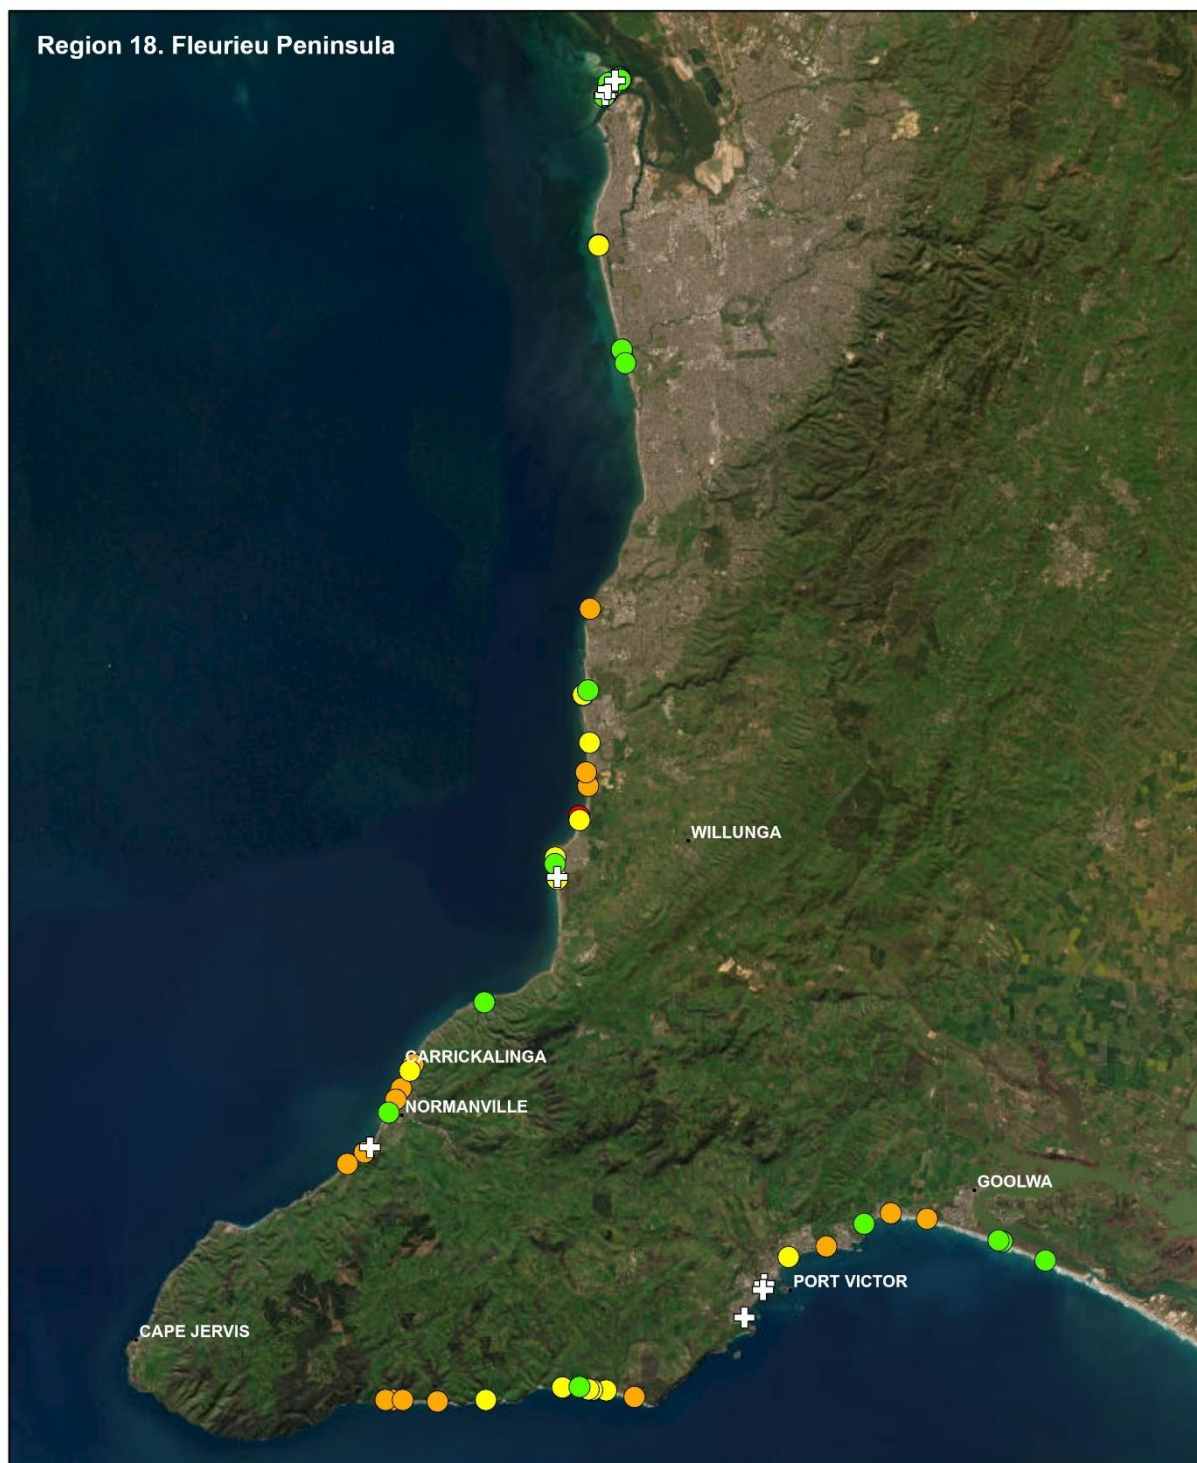 Region 18. Fleurieu Peninsula
WILLUNGA
CARRICKALINGA
NORMANVILLE
GOOLWA
PORT VICTOR
CAPE JERVIS